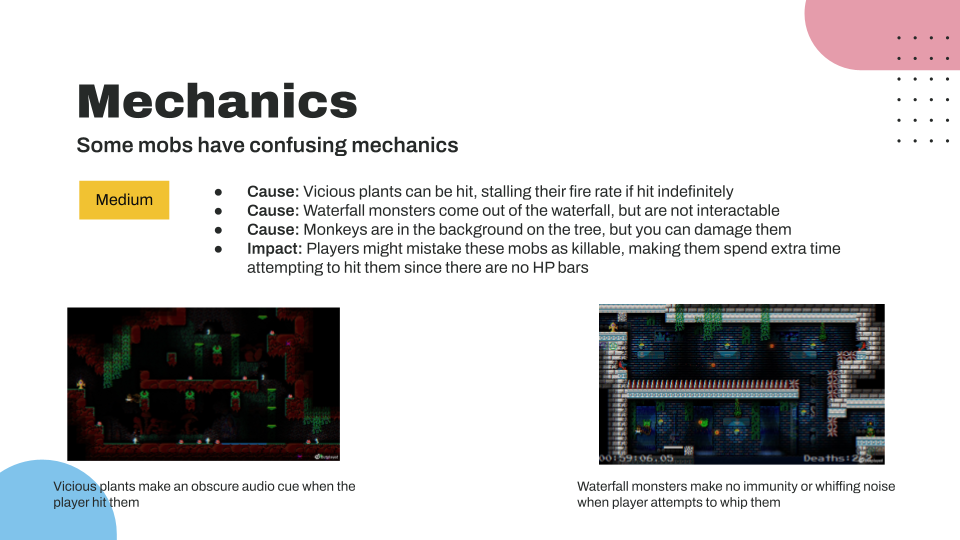 Mechanics
Some mobs have confusing mechanics
Medium
● Cause: Vicious plants can be hit, stalling their fire rate if hit indefinitely
● Cause: Waterfall monsters come out of the waterfall, but are not interactable
● Cause: Monkeys are in the background on the tree, but you can damage them
● Impact: Players might mistake these mobs as killable, making them spend extra time
attempting to hit them since there are no HP bars
00:59:06.05
Deaths:
Vicious plants make an obscure audio cue when the
player hit them
Waterfall monsters make no immunity or whiffing noise
when player attempts to whip them